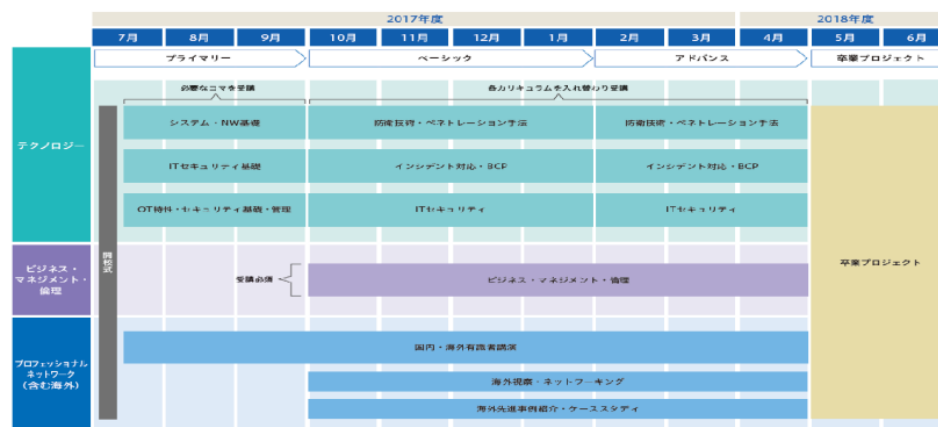 2017年度
2018年度
7月
8月
9月
10月
11月
12月
1月
2月
3月
4月
5月
6月
プライマリー
ベーシック
アドバンス
卒業プロジェクト
必要なコマを受講
各カリキュラムを入れ替わり受講
テクノロジー
開校式
システム・NW基礎
防衛技術・ペネトレーション手法
防衛技術・ペネトレーション手法
ITセキュリティ基礎
インシデント対応・BCP
インシデント対応・BCP
OT特性・セキュリティ基礎・管理
ITセキュリティ
ITセキュリティ
卒業プロジェクト
ビジネス・
マネジメント・
倫理
受講必須
ビジネス・マネジメント・倫理
プロフェッショナル
ネットワーク
（含む海外）
国内・海外有識者講演
海外視察・ネットワーキング
海外先進事例紹介・ケーススタディ